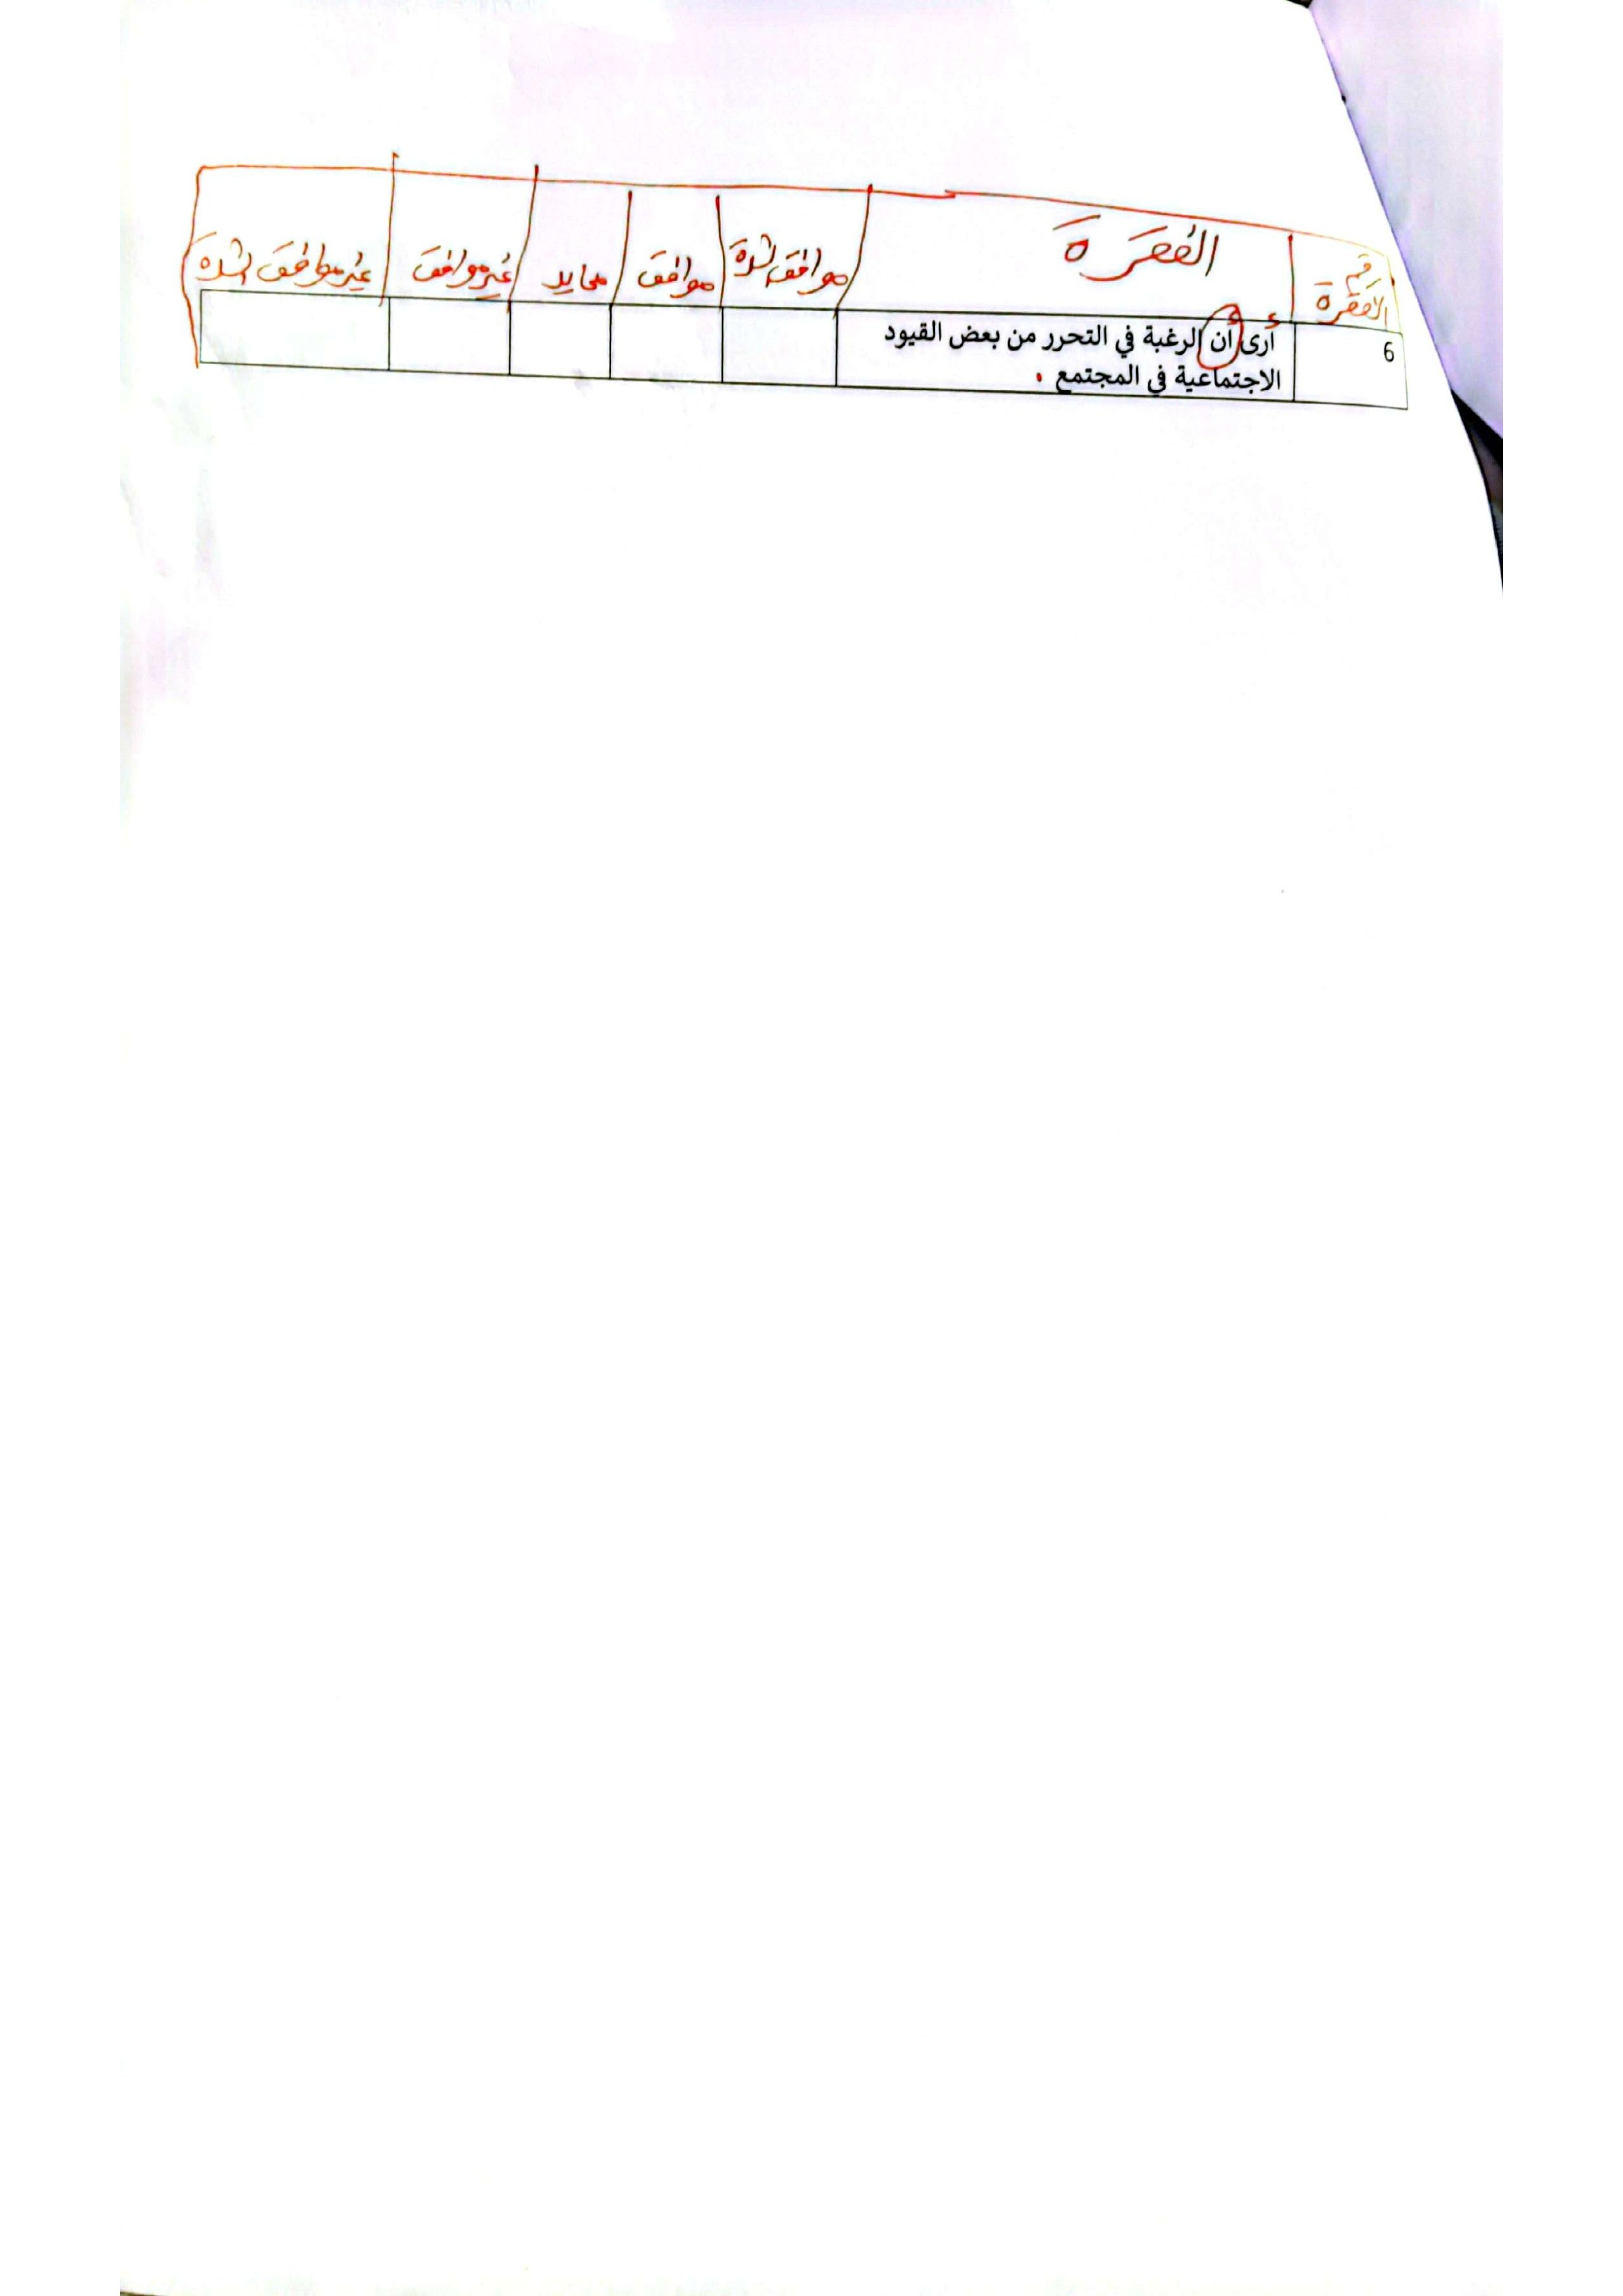 رقم الفقرة الفقرة موافق بشدة موافق محايد غير موافق غير موافق بشدة
6 أرى أن الرغبة في التحرر من بعض القيود
الاجتماعية في المجتمع .